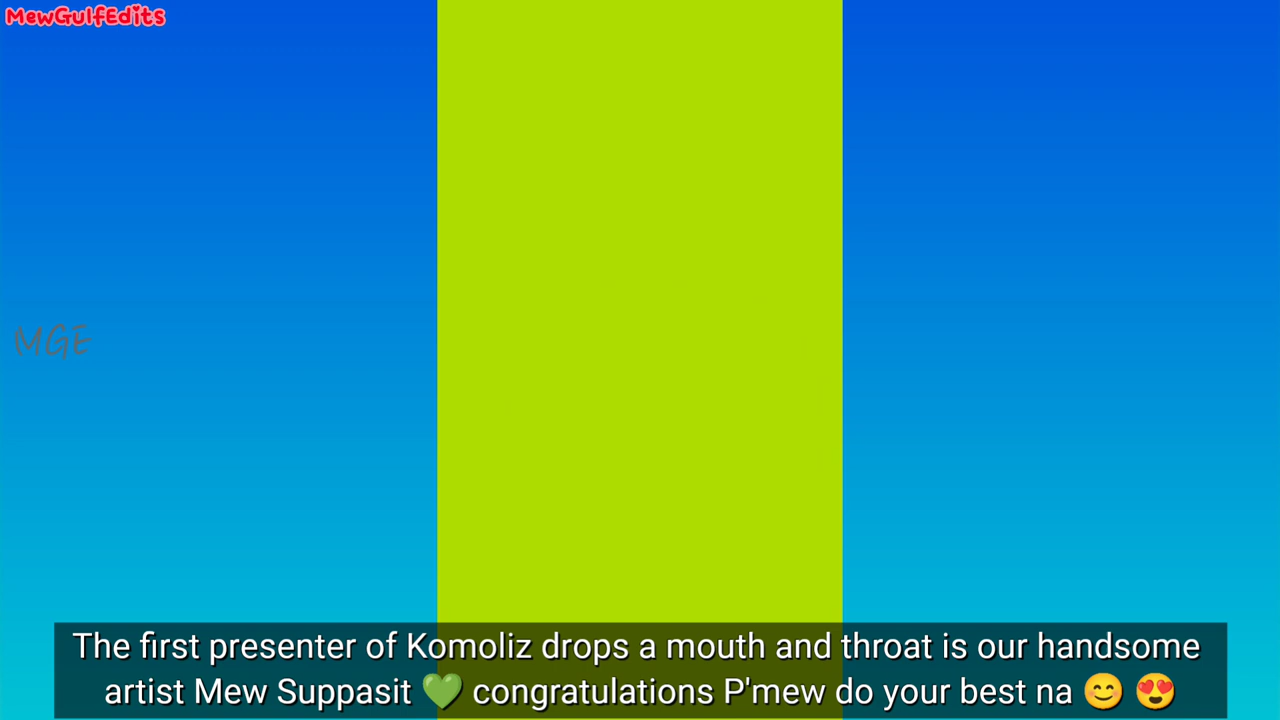 MewGulfEdits
MGE
The first presenter of Komoliz drops a mouth and throat is our handsome
artist Mew Suppasit 💚 congratulations P'mew do your best na 😊 😍